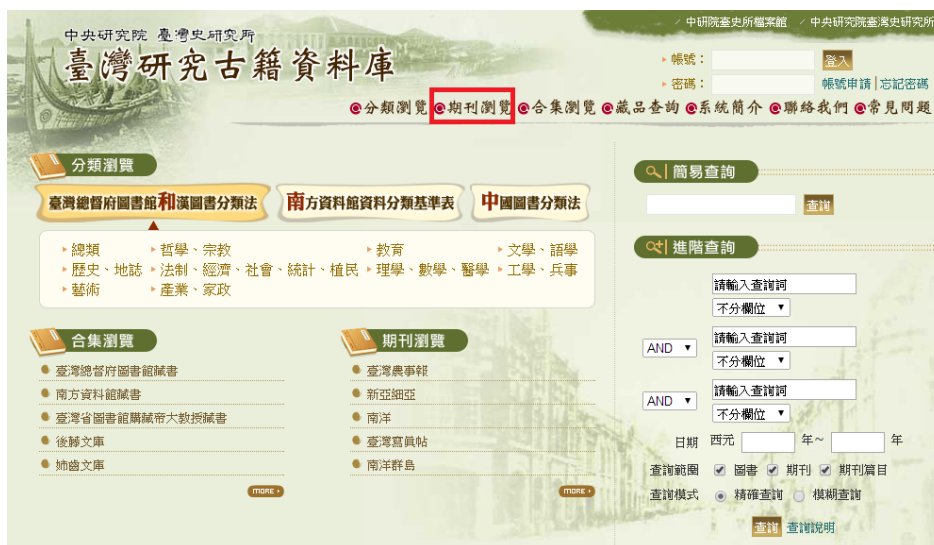 中研院臺史所檔案館 中央研究院臺灣史研究所
中央研究院 臺灣史研究所
臺灣研究古籍資料庫
帳號： 登入
密碼： 帳號申請|忘記密碼
分類瀏覽 期刊瀏覽 合集瀏覽 藏品查詢 系統簡介 聯絡我們 常見問題
分類瀏覽
臺灣總督府圖書館和漢圖書分類法 南方資料館資料分類基準表 中國圖書分類法
總類 哲學、宗教 教育 文學、語學
歷史、地誌 法制、經濟、社會、統計、植民 理學、數學、醫學 工學、兵事
藝術 產業、家政
合集瀏覽
臺灣總督府圖書館藏書
南方資料館藏書
臺灣省圖書館購藏帝大教授藏書
後藤文庫
姉齒文庫
more
期刊瀏覽
臺灣農事報
新亞細亞
南洋
臺灣寫眞帖
南洋群島
more
簡易查詢
查詢
進階查詢
請輸入查詢詞
不分欄位
AND
請輸入查詢詞
不分欄位
AND
請輸入查詢詞
不分欄位
日期 西元 年~ 年
查詢範圍 圖書 期刊 期刊篇目
查詢模式 精確查詢 模糊查詢
查詢 查詢說明